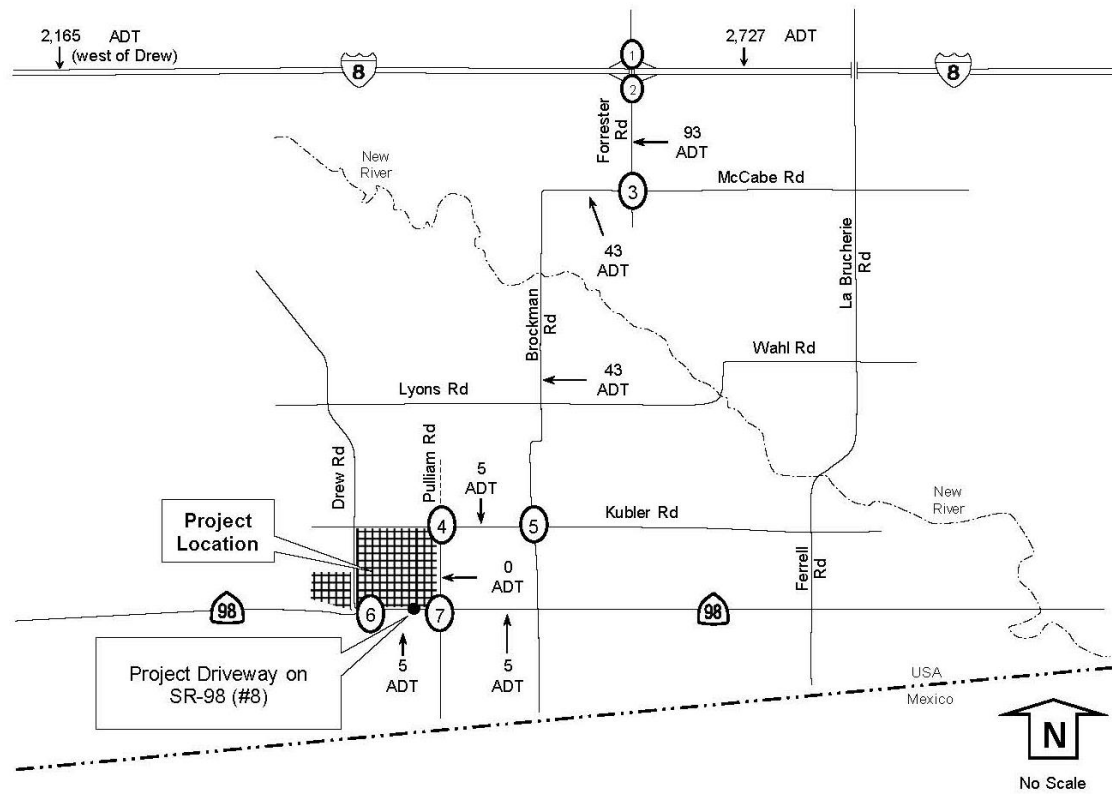 2,165 ADT
(west of Drew)
2,727 ADT
8
8
1
2
Forrester
Rd
93
ADT
New
River
McCabe Rd
3
43
ADT
La Brucherie
Rd
Brockman
Rd
Wahl Rd
43
ADT
Lyons Rd
Drew Rd
Pulliam Rd
5
ADT
New
River
Project
Location
4
5
Kubler Rd
0
ADT
Ferrell
Rd
98
6
7
98
Project Driveway on
SR-98 (#8)
5
ADT
5
ADT
USA
Mexico
N
No Scale